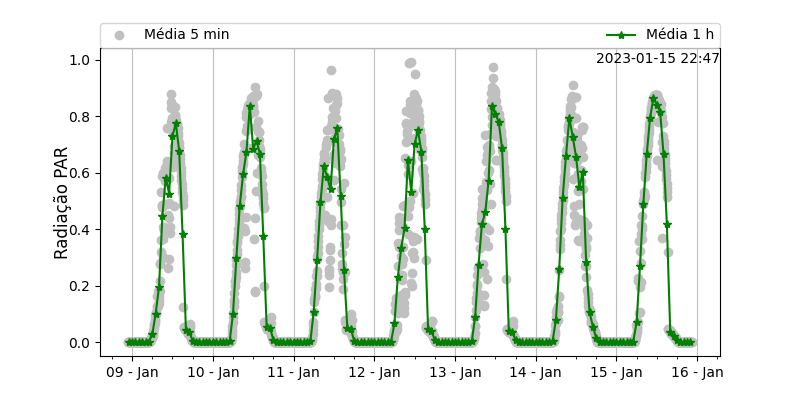 Média 5 min
Média 1 h
2023-01-15 22:47
Radiação PAR
1.0
0.8
0.6
0.4
0.2
0.0
09 - Jan
10 - Jan
11 - Jan
12 - Jan
13 - Jan
14 - Jan
15 - Jan
16 - Jan